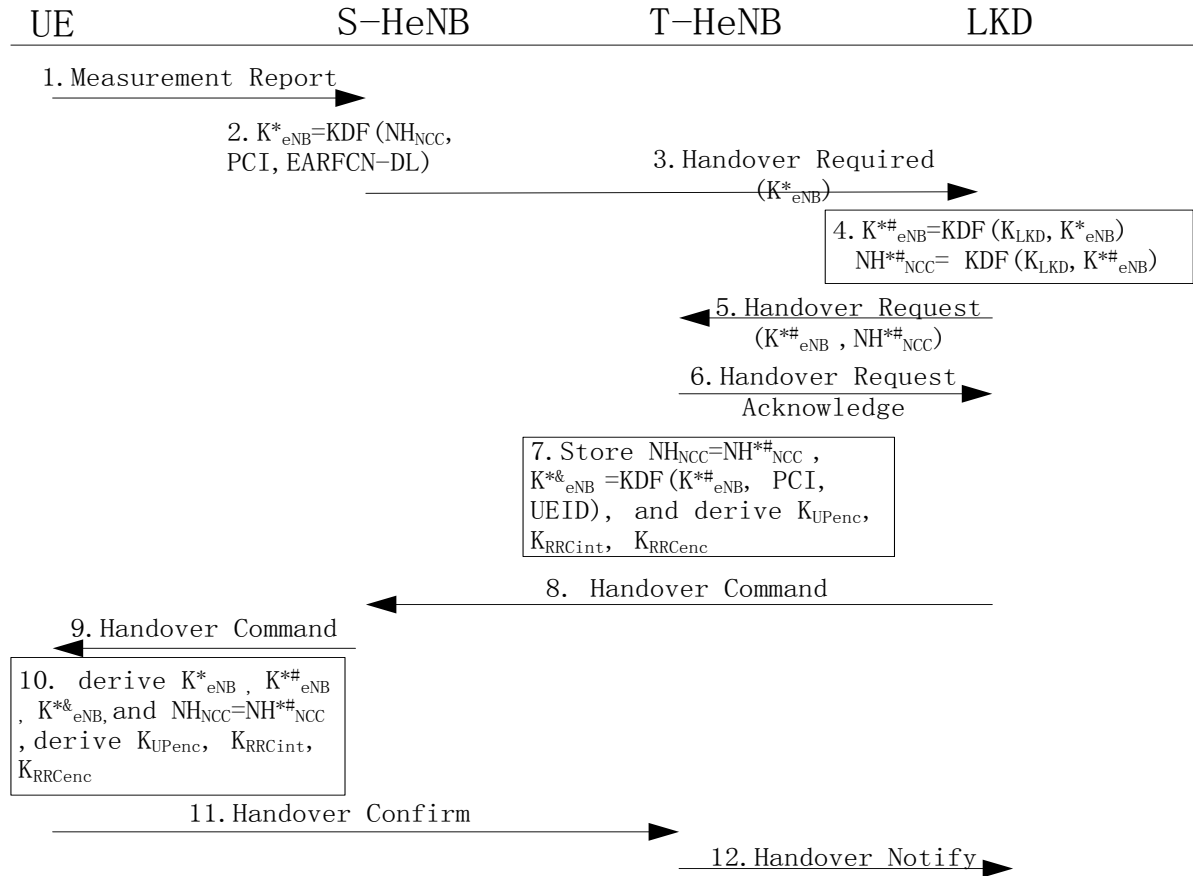 UE S-HeNB T-HeNB LKD
1.Measurement Report
2.K*eNB=KDF(NHNCC,
PCI,EARFCN-DL)
3.Handover Required
(K*eNB)
4.K*#eNB=KDF(KLKD,K*eNB)
NH*#NCC= KDF(KLKD,K*#eNB)
5.Handover Request
(K*#eNB ,NH*#NCC)
6.Handover Request
Acknowledge
7.Store NHNCC=NH*#NCC ,
K*&eNB =KDF(K*#eNB, PCI,
UEID), and derive KUPenc,
KRRCint, KRRCenc
8. Handover Command
9.Handover Command
10. derive K*eNB , K*#eNB
, K*&eNB,and NHNCC=NH*#NCC
,derive KUPenc, KRRCint,
KRRCenc
11.Handover Confirm
12.Handover Notify